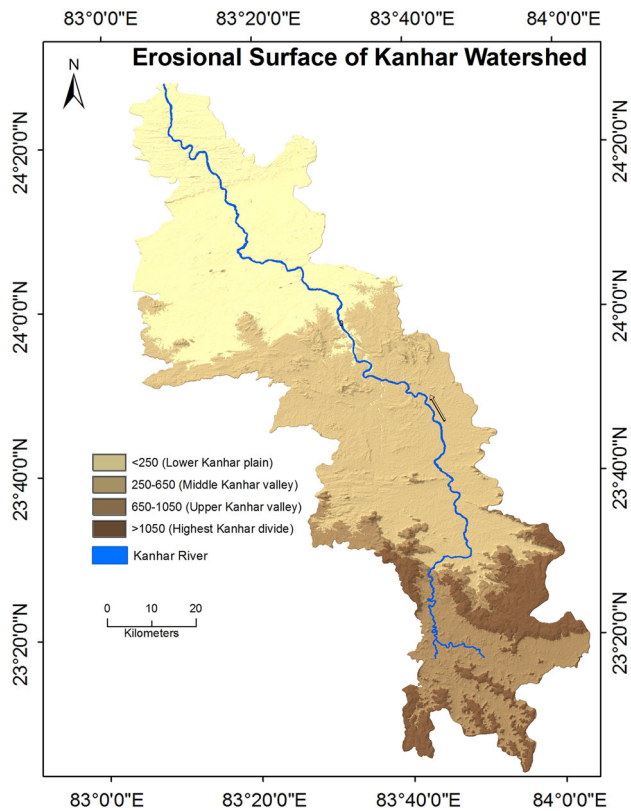 83°0'0"E 83°20'0"E 83°40'0"E 84°0'0"E
Erosional Surface of Kanhar Watershed
N
24°20'0"N 24°20'0"N
24°0'0"N 24°0'0"N
<250 (Lower Kanhar plain)
250-650 (Middle Kanhar valley)
650-1050 (Upper Kanhar valley)
>1050 (Highest Kanhar divide)
Kanhar River
23°40'0"N 23°40'0"N
0 10 20
Kilometers
23°20'0"N 23°20'0"N
83°0'0"E 83°20'0"E 83°40'0"E 84°0'0"E